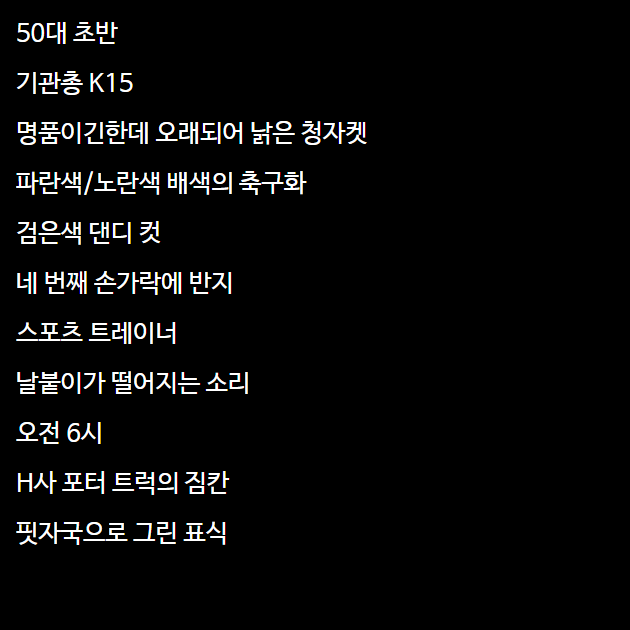 50대 초반
기관총 K15
명품이긴한데 오래되어 낡은 청자켓
파란색/노란색 배색의 축구화
검은색 댄디 컷
네 번째 손가락에 반지
스포츠 트레이너
날붙이가 떨어지는 소리
오전 6시
H사 포터 트럭의 짐칸
핏자국으로 그린 표식